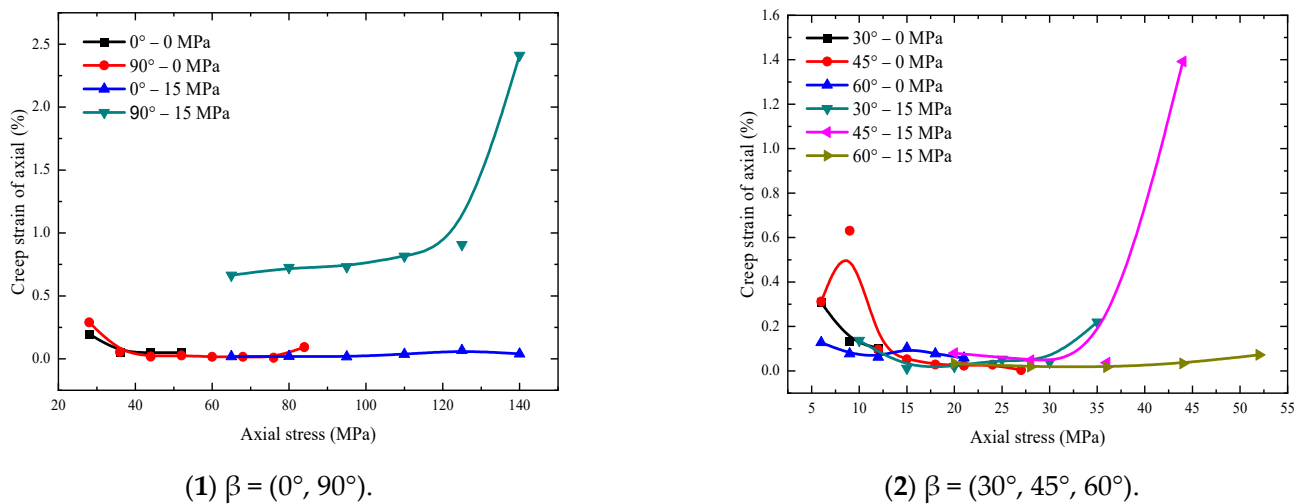 0° – 0 MPa
90° – 0 MPa
0° – 15 MPa
90° – 15 MPa
2.5
2.0
1.5
1.0
0.5
0.0
Creep strain of axial (%)
20 40 60 80 100 120 140
Axial stress (MPa)
(1) β = (0°, 90°).
30° – 0 MPa
45° – 0 MPa
60° – 0 MPa
30° – 15 MPa
45° – 15 MPa
60° – 15 MPa
1.6
1.4
1.2
1.0
0.8
0.6
0.4
0.2
0.0
Creep strain of axial (%)
5 10 15 20 25 30 35 40 45 50 55
Axial stress (MPa)
(2) β = (30°, 45°, 60°).